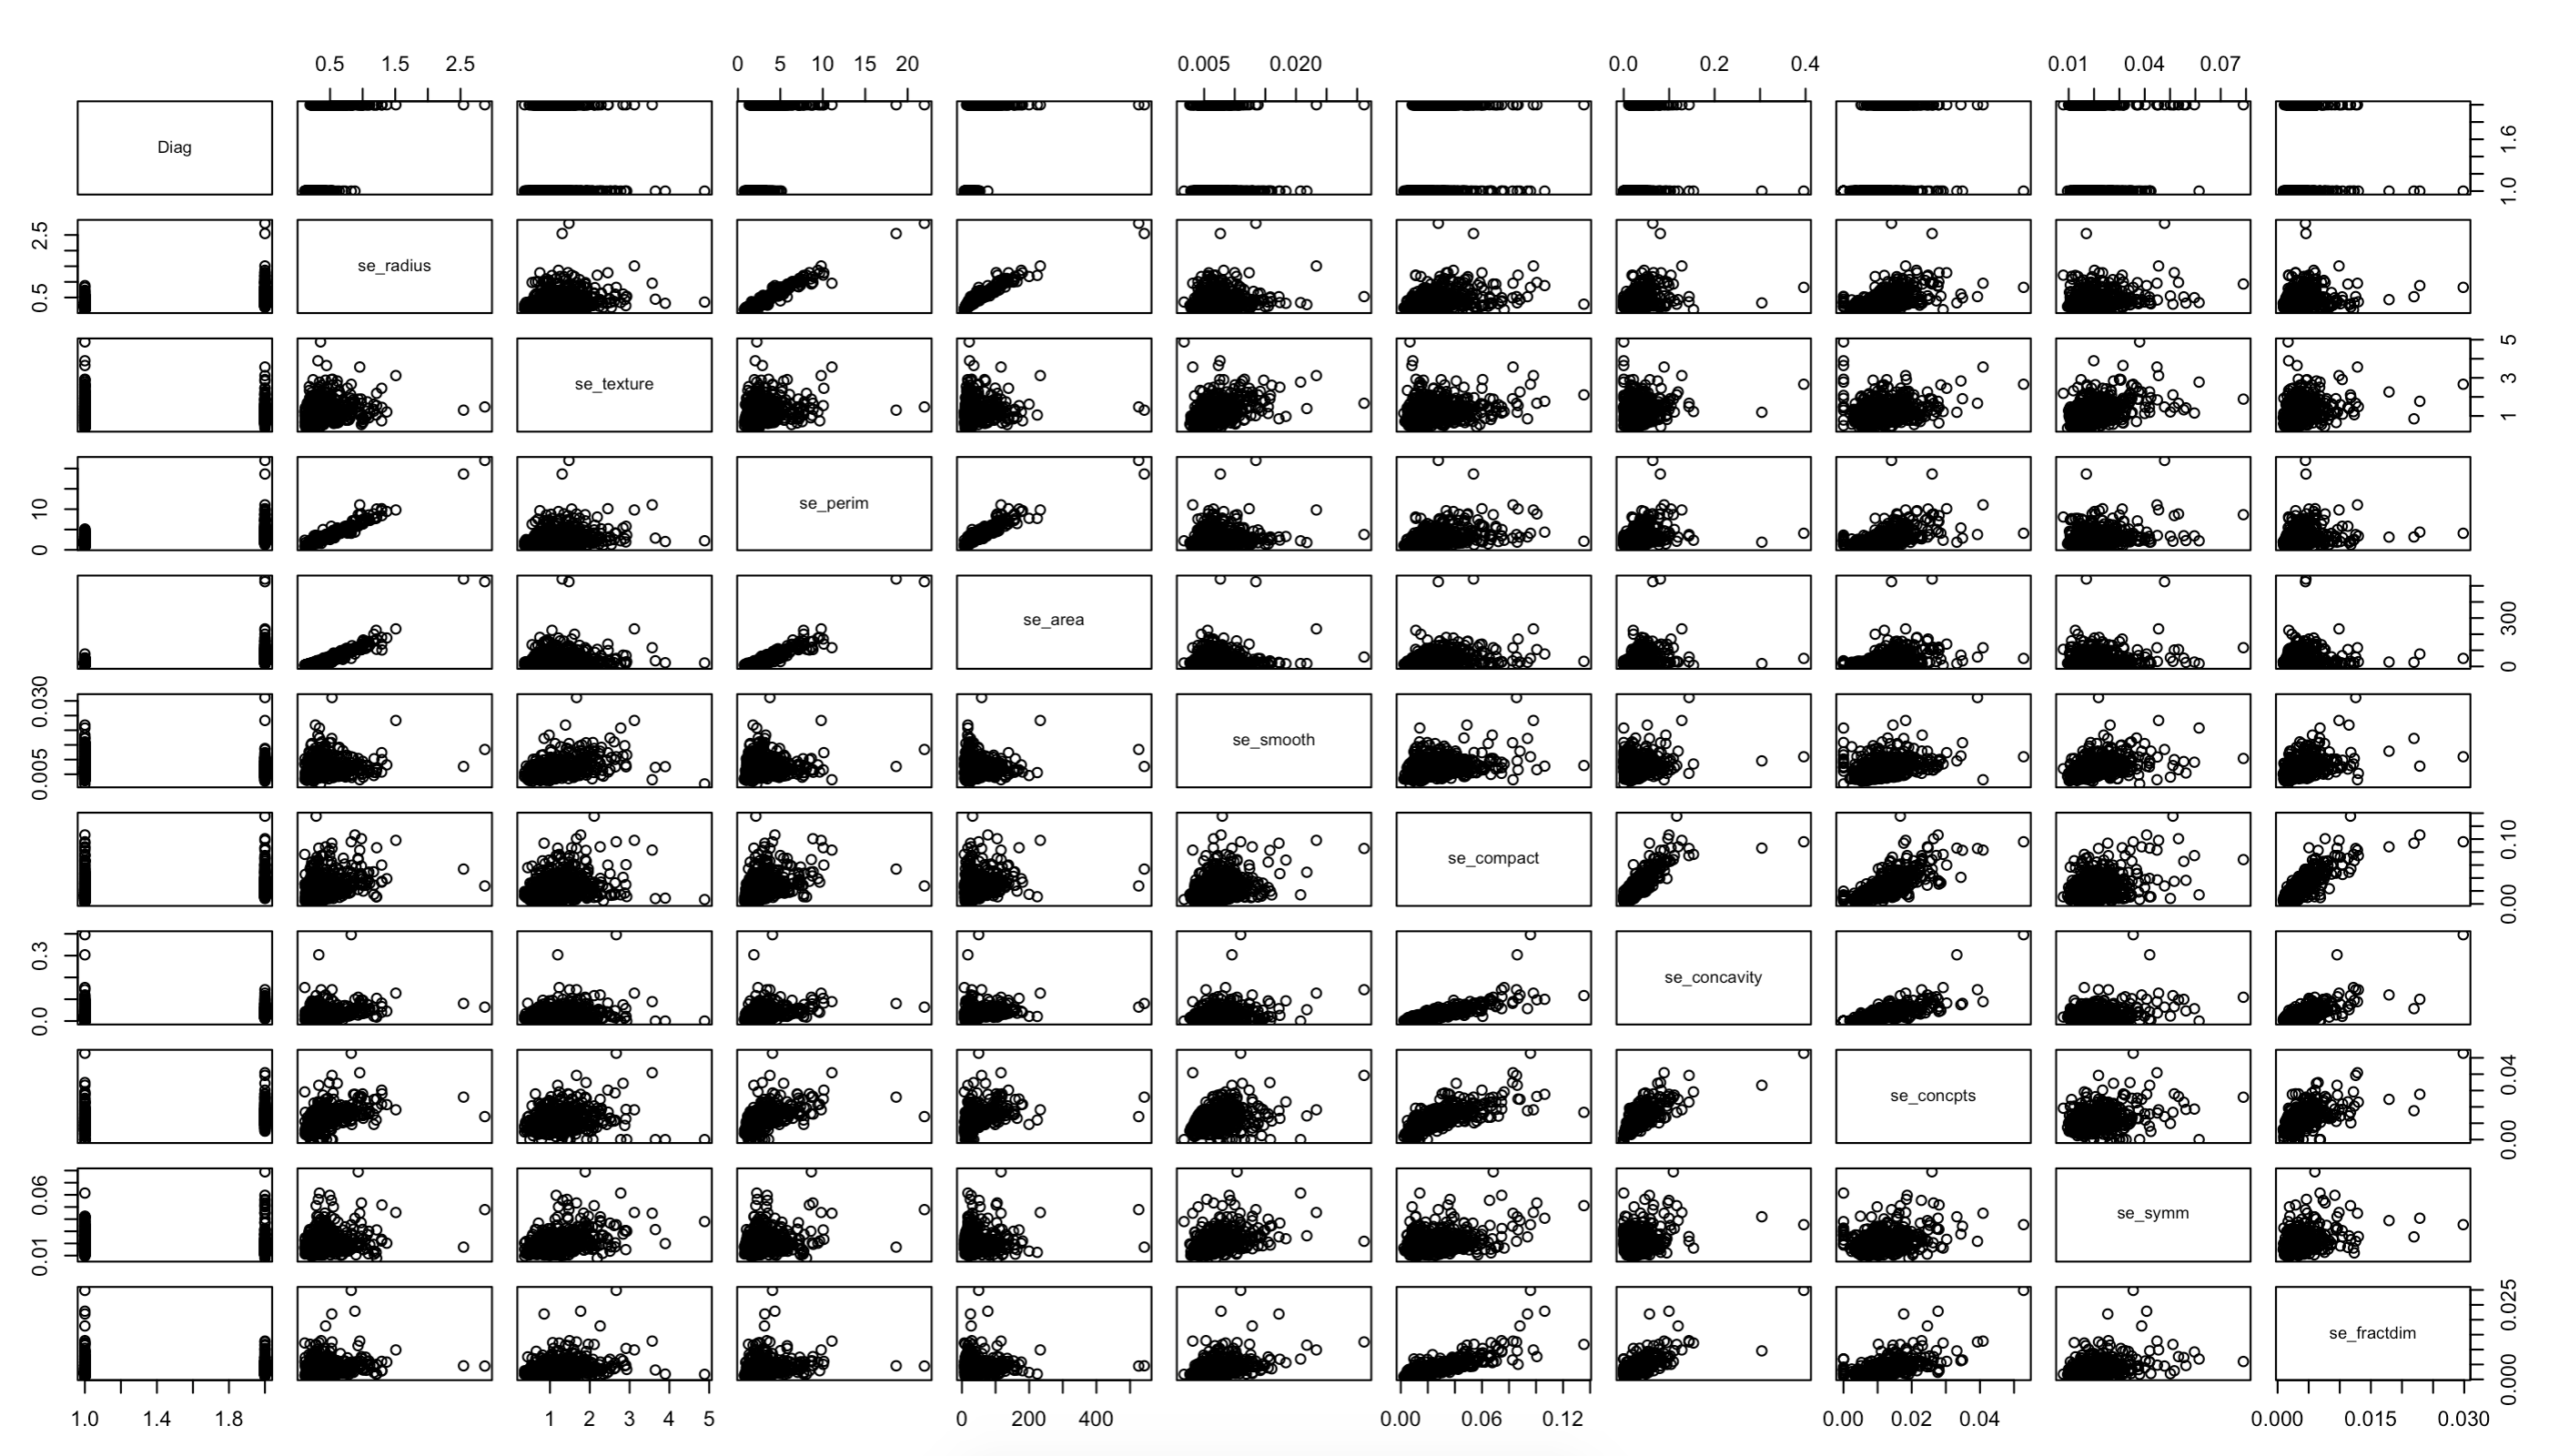 0.5 1.5 2.5 0 5 10 15 20 0.005 0.020 0.0 0.2 0.4 0.01 0.04 0.07
Diag
1.0 1.6
0.5 2.5
se_radius
se_texture
1 3 5
0 10
se_perim
se_area
0 300
0.005 0.030
se_smooth
se_compact
0.00 0.10
0.0 0.3
se_concavity
se_concpts
0.00 0.04
0.01 0.06
se_symm
se_fractdim
0.000 0.025
1.0 1.4 1.8 1 2 3 4 5 0 200 400 0.00 0.06 0.12 0.00 0.02 0.04 0.000 0.015 0.030